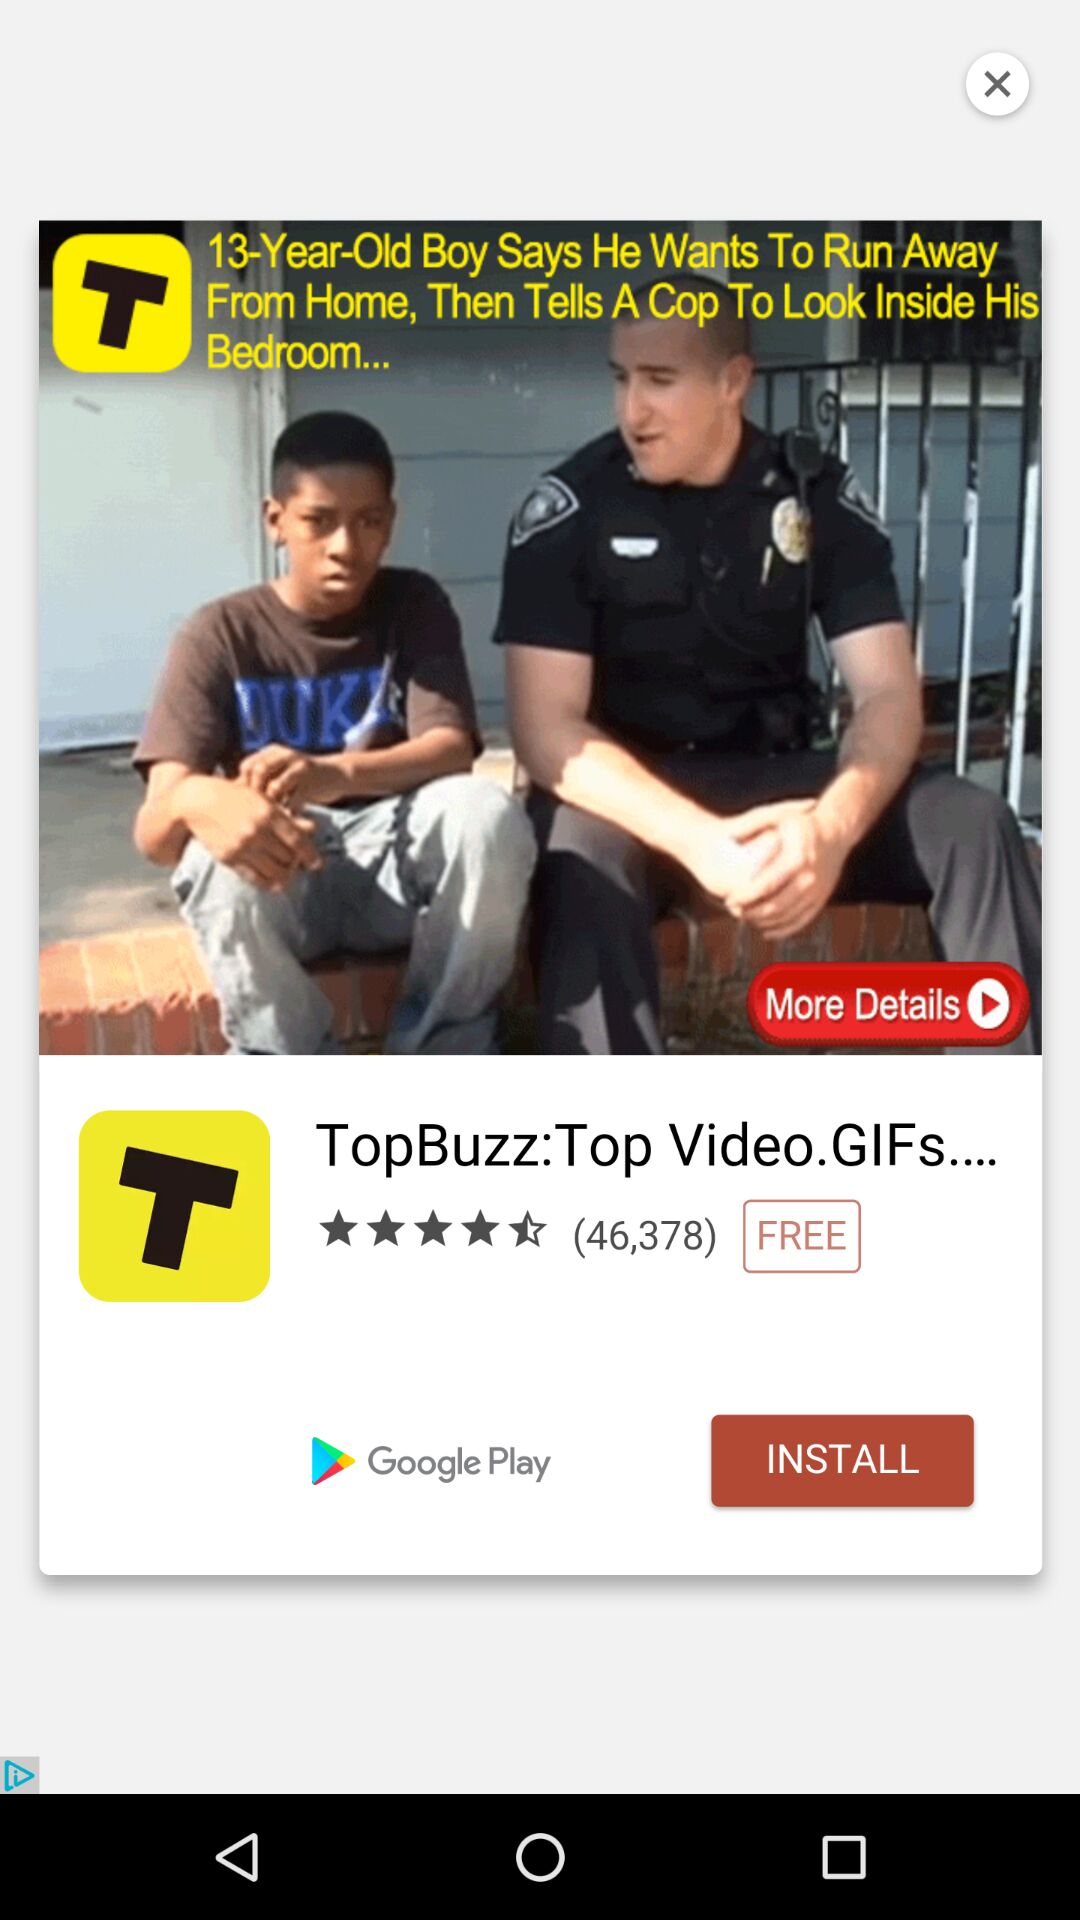 13-Year-Old Boy Says He Wants To Run Away
From Home, Then Tells A Cop To Look Inside His
Bedroom...
T
DUKE
More Details
T
TopBuzz:Top Video.GIFs....
(46,378) FREE
Google Play
INSTALL